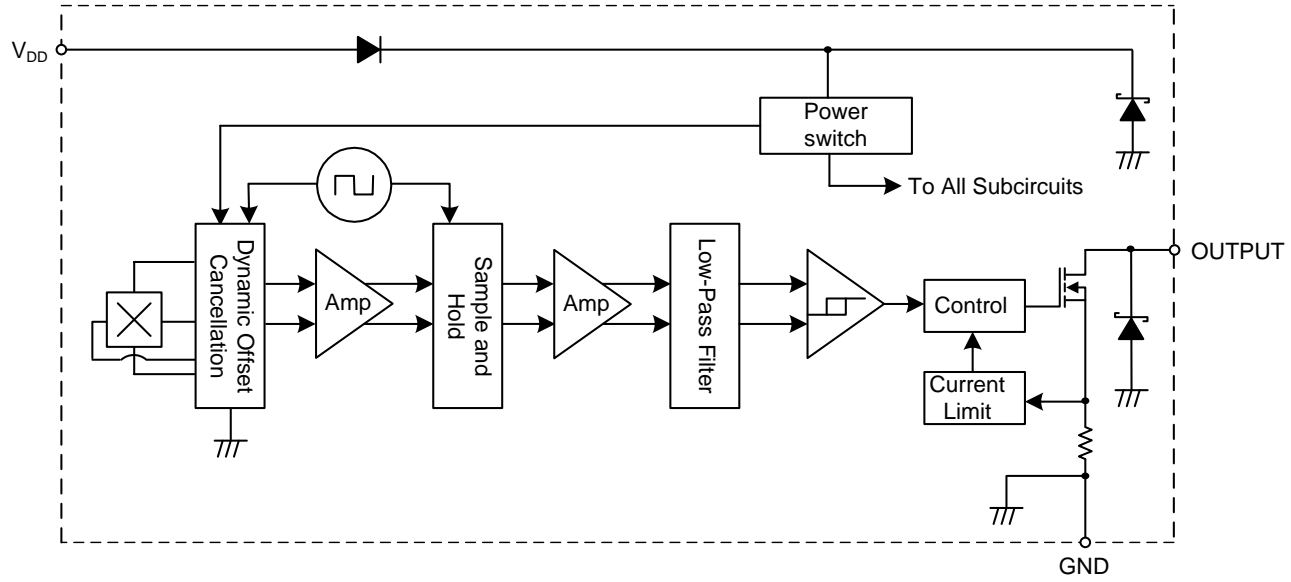 V_DD
Power
switch
To All Subcircuits
Dynamic Offset
Cancellation
Amp
Sample and
Hold
Amp
Low-Pass Filter
Control
Current
Limit
OUTPUT
GND